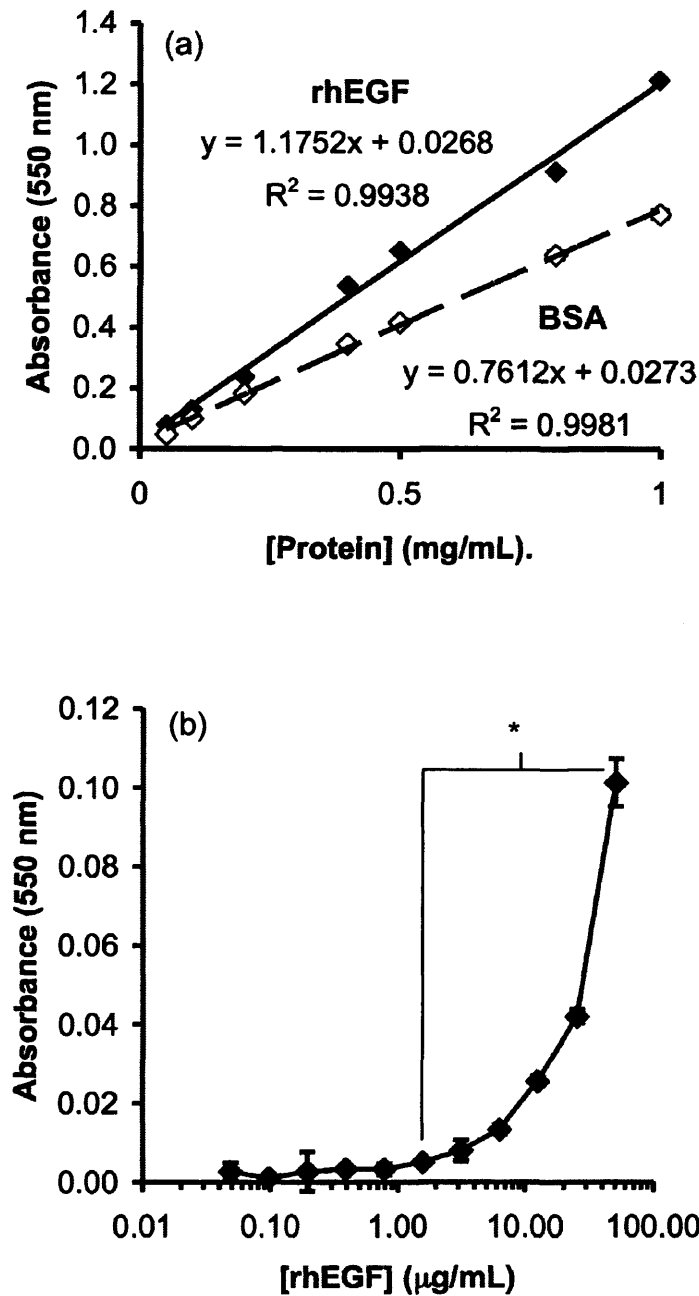 (a)
1.4
1.2
1.0
0.8
0.6
0.4
0.2
0.0
Absorbance (550 nm)
rhEGF
y = 1.1752x + 0.0268
R² = 0.9938
BSA
y = 0.7612x + 0.0273
R² = 0.9981
0 0.5 1
[Protein] (mg/mL).
(b)
0.12
0.10
0.08
0.06
0.04
0.02
0.00
Absorbance (550 nm)
*
0.01 0.10 1.00 10.00 100.00
[rhEGF] (μg/mL)